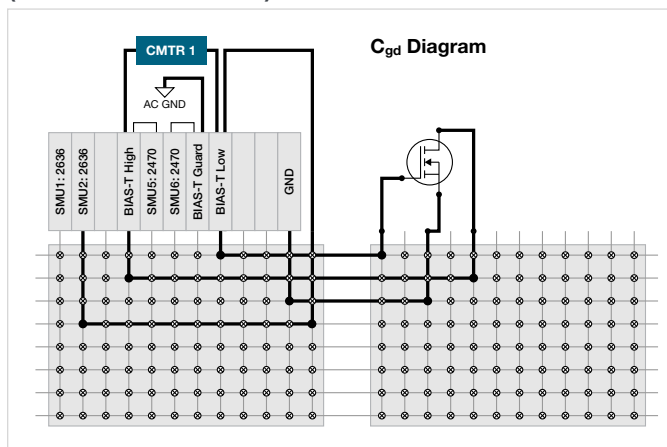 CMTR 1
C_gd Diagram
AC GND
SMU1: 2636
SMU2: 2636
BIAS-T High
SMU5: 2470
SMU6: 2470
BIAS-T Guard
BIAS-T Low
GND